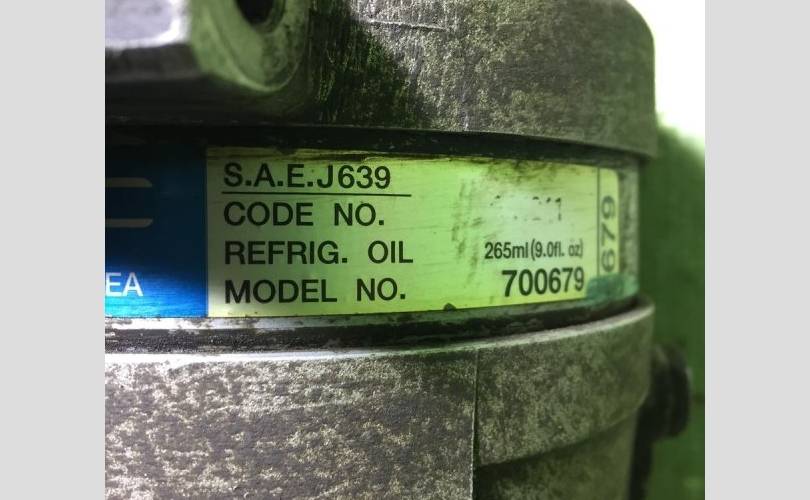 S.A.E.J639
CODE NO.
REFRIG. OIL 265ml(9.0fl. oz)
MODEL NO. 700679
679
EA